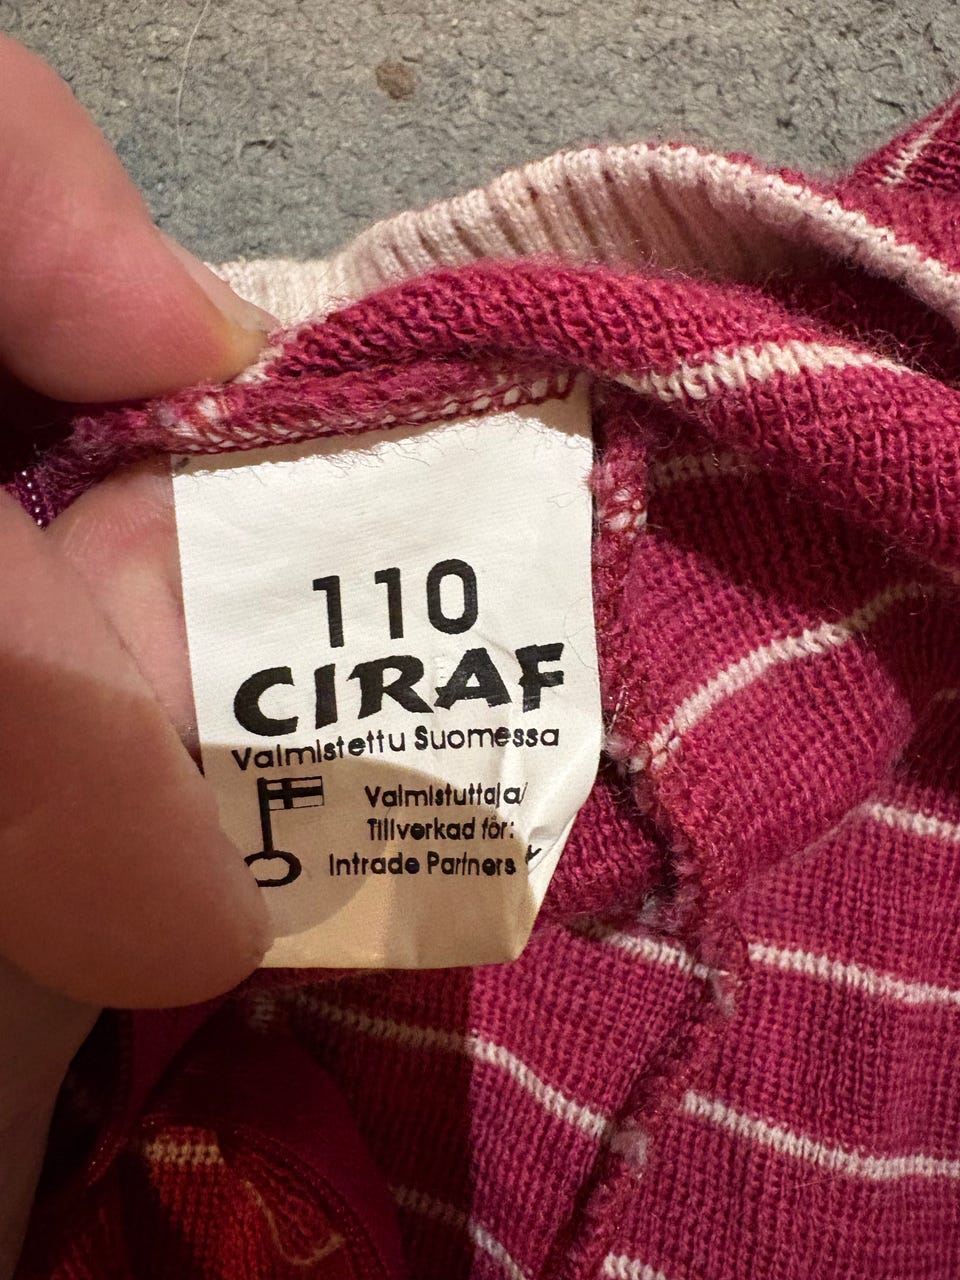 110
CIRAF
Valmistettu Suomessa
Valmistuttaja/
Tillverkad för:
Intrade Partners